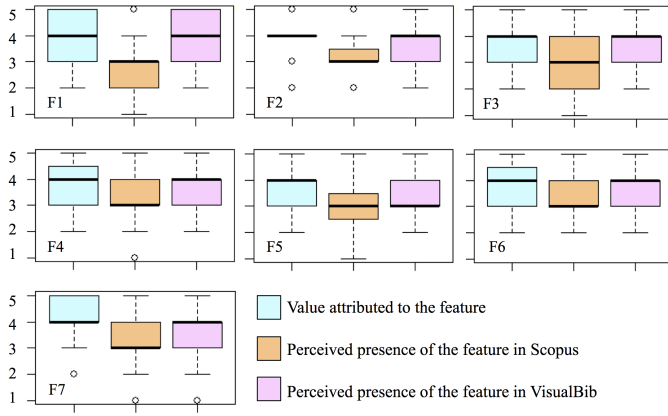 5
4
3
2
1
F1
F2
F3
5
4
3
2
1
F4
F5
F6
5
4
3
2
1
F7
Value attributed to the feature
Perceived presence of the feature in Scopus
Perceived presence of the feature in VisualBib